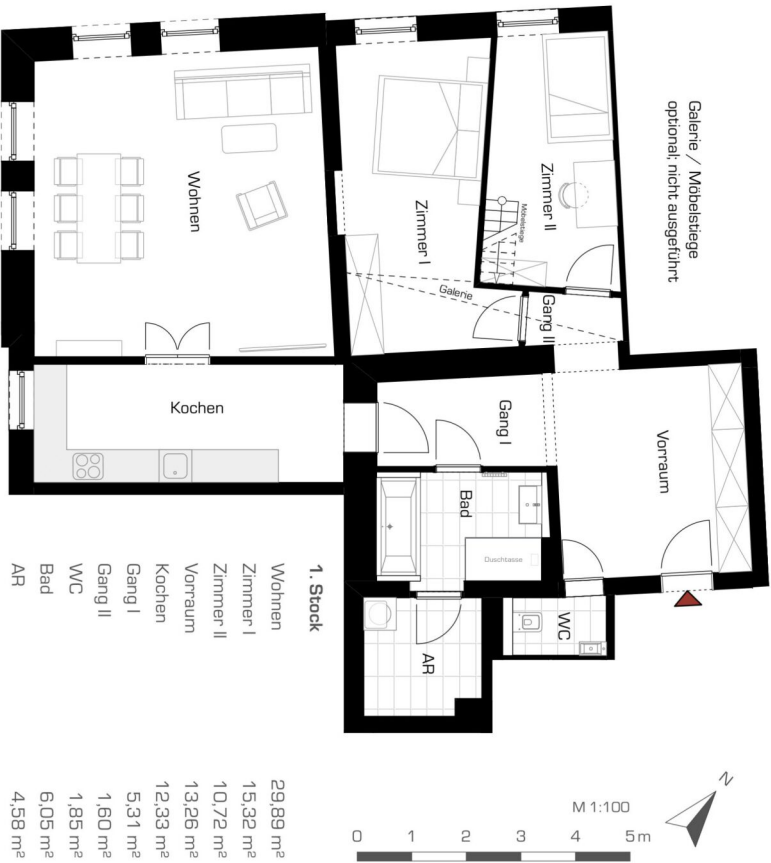 Galerie / Möbelstiege
optional; nicht ausgeführt
Wohnen
Zimmer I
Zimmer II
Möbelstiege
Galerie
Gang II
Kochen
Gang I
Vorraum
Bad
Duschtasse
WC
AR
1. Stock
Wohnen 29,89 m²
Zimmer I 15,32 m²
Zimmer II 10,72 m²
Vorraum 13,26 m²
Kochen 12,33 m²
Gang I 5,31 m²
Gang II 1,60 m²
WC 1,85 m²
Bad 6,05 m²
AR 4,58 m²
N
M 1:100
0 1 2 3 4 5 m